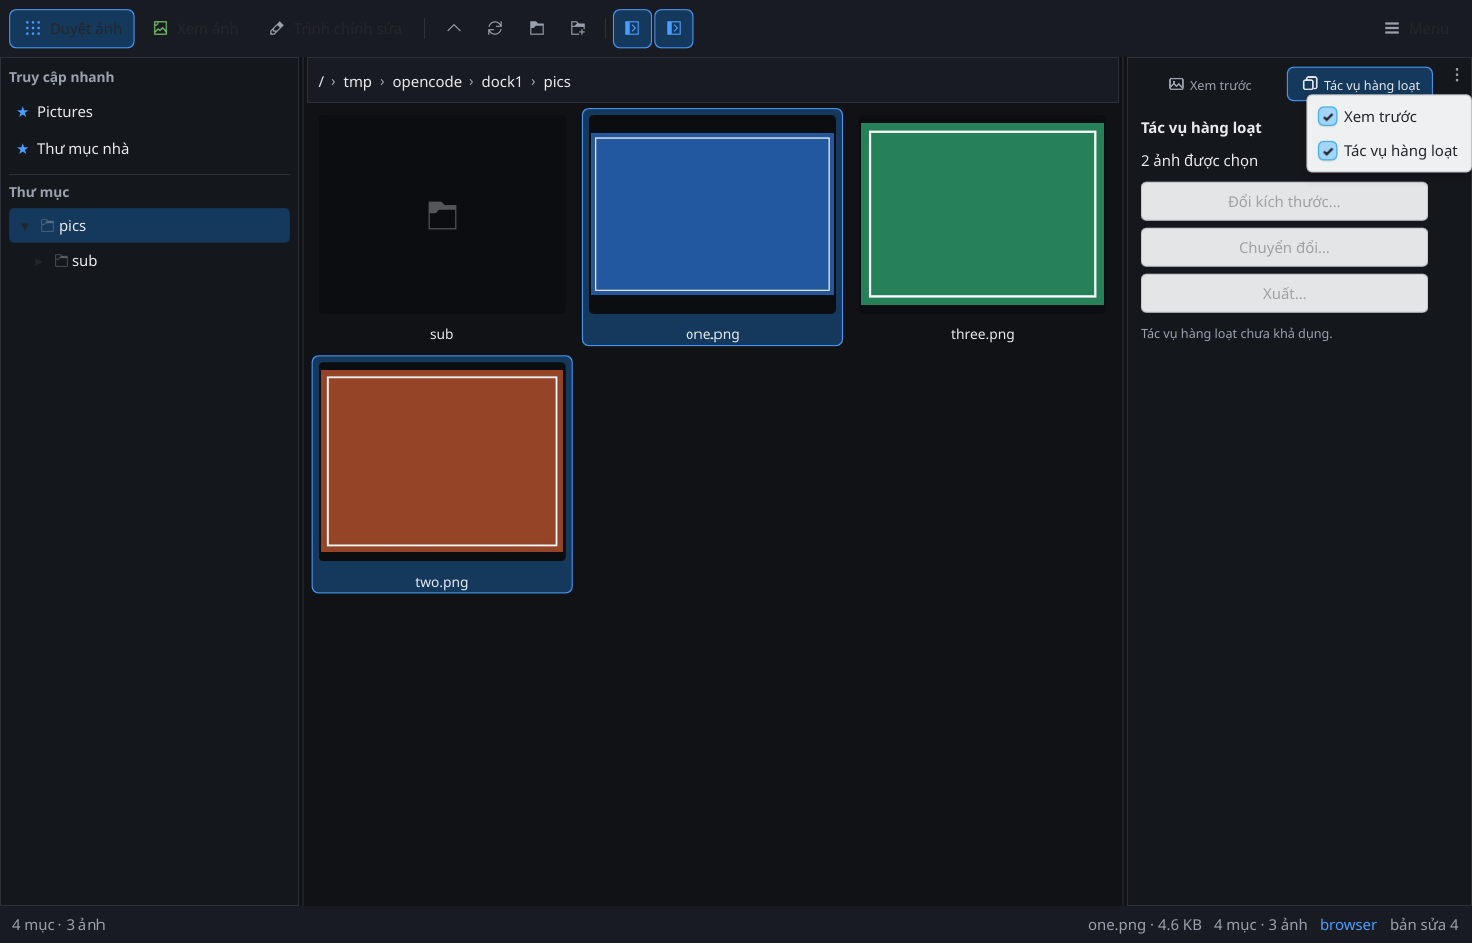 Duyệt ảnh Xem ảnh Trình chỉnh sửa Menu
Truy cập nhanh
Pictures
Thư mục nhà
Thư mục
pics
sub
/ › tmp › opencode › dock1 › pics
sub
one.png
three.png
two.png
Xem trước Tác vụ hàng loạt
Xem trước
Tác vụ hàng loạt
Tác vụ hàng loạt
2 ảnh được chọn
Đổi kích thước...
Chuyển đổi...
Xuất...
Tác vụ hàng loạt chưa khả dụng.
4 mục · 3 ảnh
one.png · 4.6 KB 4 mục · 3 ảnh browser bản sửa 4